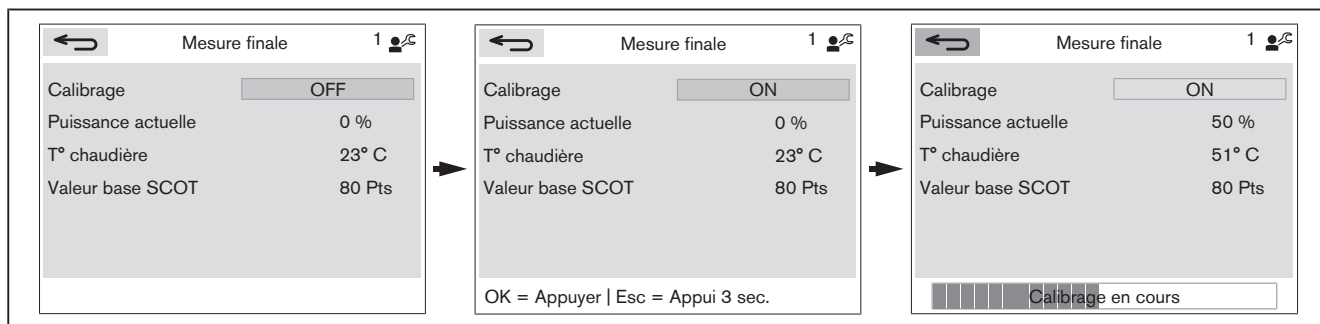 Mesure finale 1
Calibrage OFF
Puissance actuelle 0 %
T° chaudière 23° C
Valeur base SCOT 80 Pts
Mesure finale 1
Calibrage ON
Puissance actuelle 0 %
T° chaudière 23° C
Valeur base SCOT 80 Pts
OK = Appuyer | Esc = Appui 3 sec.
Mesure finale 1
Calibrage ON
Puissance actuelle 50 %
T° chaudière 51° C
Valeur base SCOT 80 Pts
Calibrage en cours